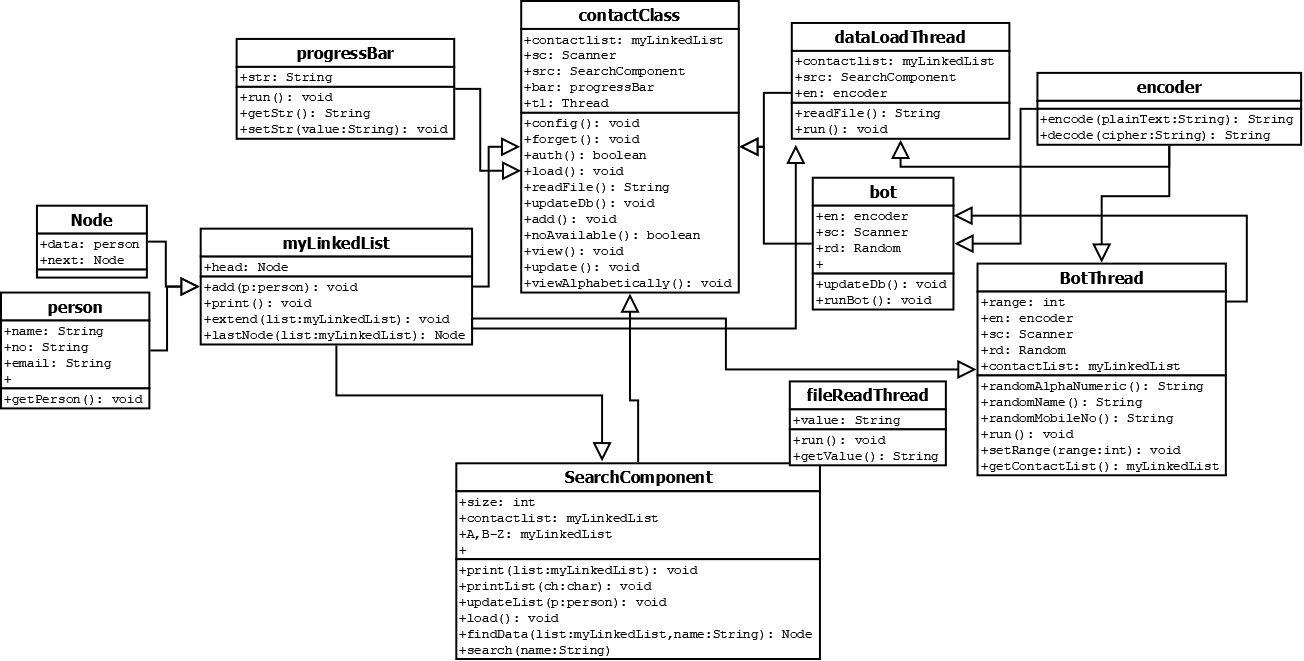 contactClass
+contactlist: myLinkedList
+sc: Scanner
+src: SearchComponent
+bar: progressBar
+tl: Thread
+config(): void
+forget(): void
+auth(): boolean
+load(): void
+readFile(): String
+updateDb(): void
+add(): void
+noAvailable(): boolean
+view(): void
+update(): void
+viewAlphabetically(): void
progressBar
+str: String
+run(): void
+getStr(): String
+setStr(value:String): void
dataLoadThread
+contactlist: myLinkedList
+src: SearchComponent
+en: encoder
+readFile(): String
+run(): void
encoder
+encode(plainText:String): String
+decode(cipher:String): String
bot
+en: encoder
+sc: Scanner
+rd: Random
+
+updateDb(): void
+runBot(): void
Node
+data: person
+next: Node
myLinkedList
+head: Node
+add(p:person): void
+print(): void
+extend(list:myLinkedList): void
+lastNode(list:myLinkedList): Node
person
+name: String
+no: String
+email: String
+
+getPerson(): void
BotThread
+range: int
+en: encoder
+sc: Scanner
+rd: Random
+contactList: myLinkedList
+randomAlphaNumeric(): String
+randomName(): String
+randomMobileNo(): String
+run(): void
+setRange(range:int): void
+getContactList(): myLinkedList
fileReadThread
+value: String
+run(): void
+getValue(): String
SearchComponent
+size: int
+contactlist: myLinkedList
+A,B-Z: myLinkedList
+
+print(list:myLinkedList): void
+printList(ch:char): void
+updateList(p:person): void
+load(): void
+findData(list:myLinkedList,name:String): Node
+search(name:String)